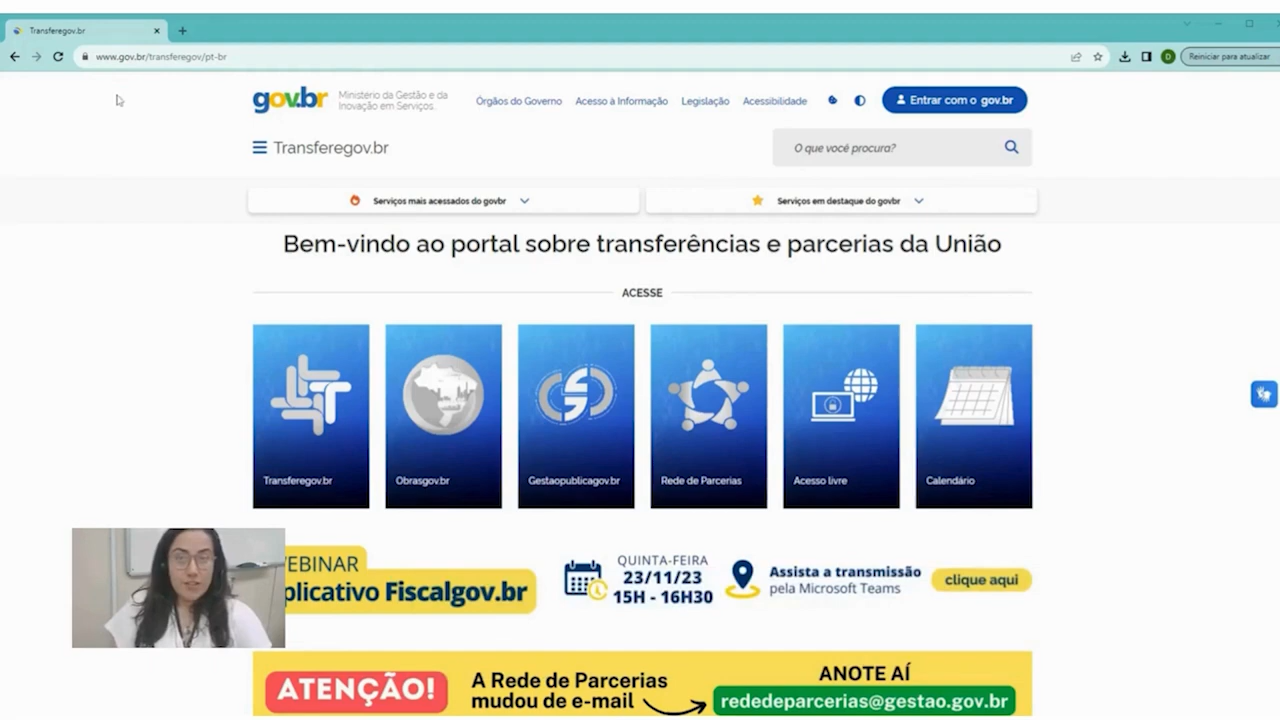 Transferegov.br
www.gov.br/transferegov/pt-br
Reiniciar para atualizar
gov.br
Ministério da Gestão e da
Inovação em Serviços
Órgãos do Governo
Acesso à Informação
Legislação
Acessibilidade
Entrar com o gov.br
Transferegov.br
O que você procura?
Serviços mais acessados do govbr
Serviços em destaque do govbr
Bem-vindo ao portal sobre transferências e parcerias da União
ACESSE
Transferegov.br
Obrasgov.br
Gestaopublicagov.br
Rede de Parcerias
Acesso livre
Calendário
EBINAR
plicativo Fiscalgov.br
QUINTA-FEIRA
23/11/23
15H - 16H30
Assista a transmissão
pela Microsoft Teams
clique aqui
ATENÇÃO!
A Rede de Parcerias
mudou de e-mail
ANOTE AÍ
rededeparcerias@gestao.gov.br